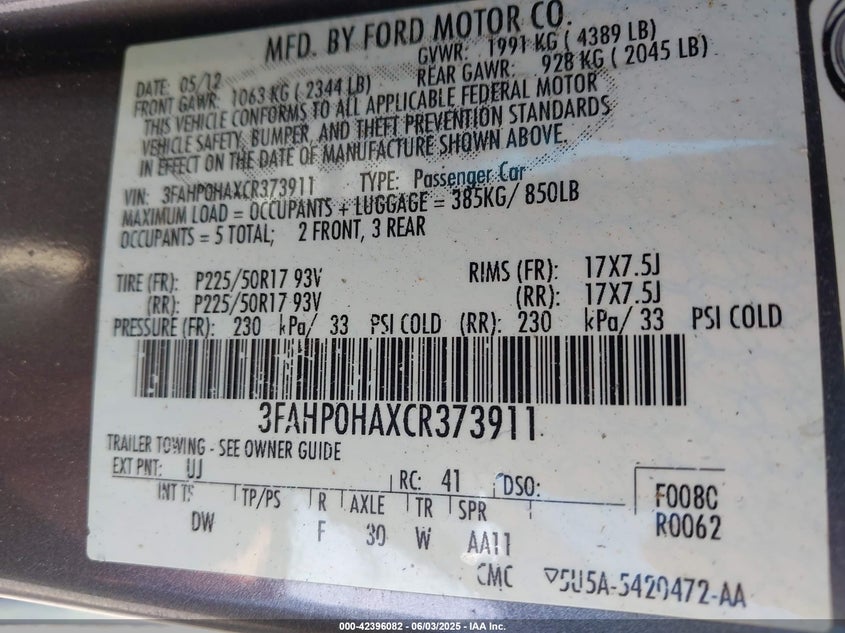 MFD. BY FORD MOTOR CO.
DATE: 05/12 GVWR: 1991 KG ( 4389 LB)
FRONT GAWR: 1063 KG ( 2344 LB) REAR GAWR: 928 KG ( 2045 LB)
THIS VEHICLE CONFORMS TO ALL APPLICABLE FEDERAL MOTOR
VEHICLE SAFETY, BUMPER, AND THEFT PREVENTION STANDARDS
IN EFFECT ON THE DATE OF MANUFACTURE SHOWN ABOVE.
VIN: 3FAHP0HAXCR373911 TYPE: Passenger Car
MAXIMUM LOAD = OCCUPANTS + LUGGAGE = 385KG/ 850LB
OCCUPANTS = 5 TOTAL; 2 FRONT, 3 REAR
TIRE (FR): P225/50R17 93V RIMS (FR): 17X7.5J
(RR): P225/50R17 93V (RR): 17X7.5J
PRESSURE (FR): 230 kPa/ 33 PSI COLD (RR): 230 kPa/ 33 PSI COLD
3FAHP0HAXCR373911
TRAILER TOWING - SEE OWNER GUIDE
EXT PNT: UJ RC: 41 DSO:
INT TR TP/PS R AXLE TR SPR F008C
DW F 30 W AA11 R0062
CMC ▽5U5A-5420472-AA
000-42396082 - 06/03/2025 - IAA Inc.